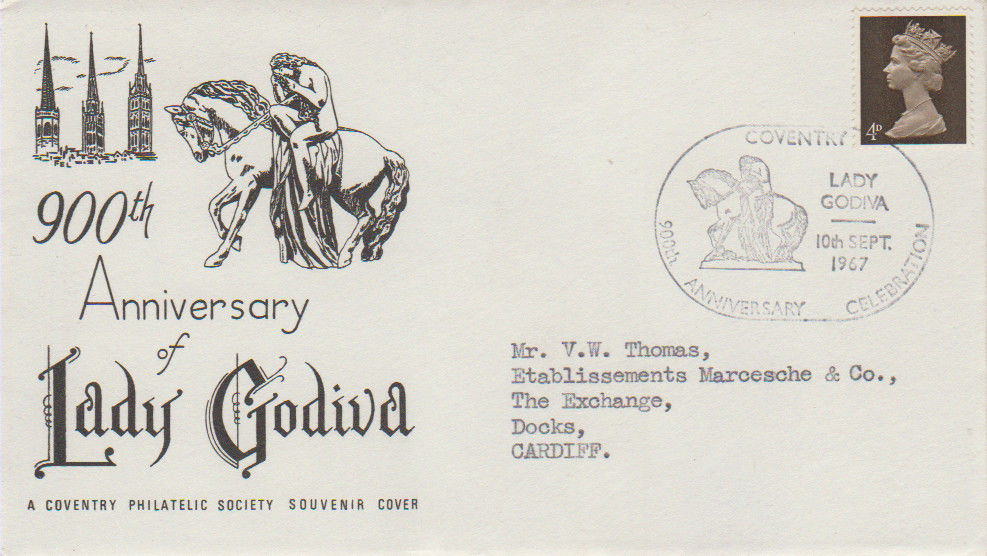 FEL
900th
Anniversary
of
Lady Godiva
A COVENTRY PHILATELIC SOCIETY SOUVENIR COVER
4D
COVENTRY
LADY
GODIVA
10th SEPT.
1967
900th ANNIVERSARY CELEBRATION
Mr. V.W. Thomas,
Etablissements Marcesche & Co.,
The Exchange,
Docks,
CARDIFF.